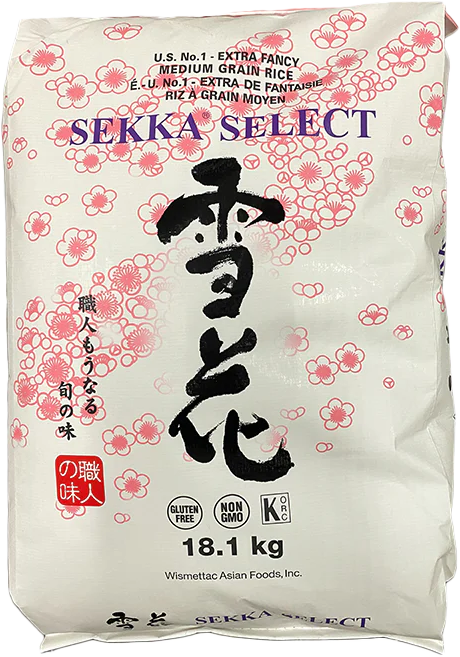 U.S. No.1 - EXTRA FANCY
MEDIUM GRAIN RICE
É.-U. No.1 - EXTRA DE FANTAISIE
RIZ À GRAIN MOYEN
SEKKA® SELECT
雪花
職人もうなる
旬の味
職人
の味
GLUTEN
FREE
NON
GMO
K
ORC
18.1 kg
Wismettac Asian Foods, Inc.
雪花 SEKKA SELECT